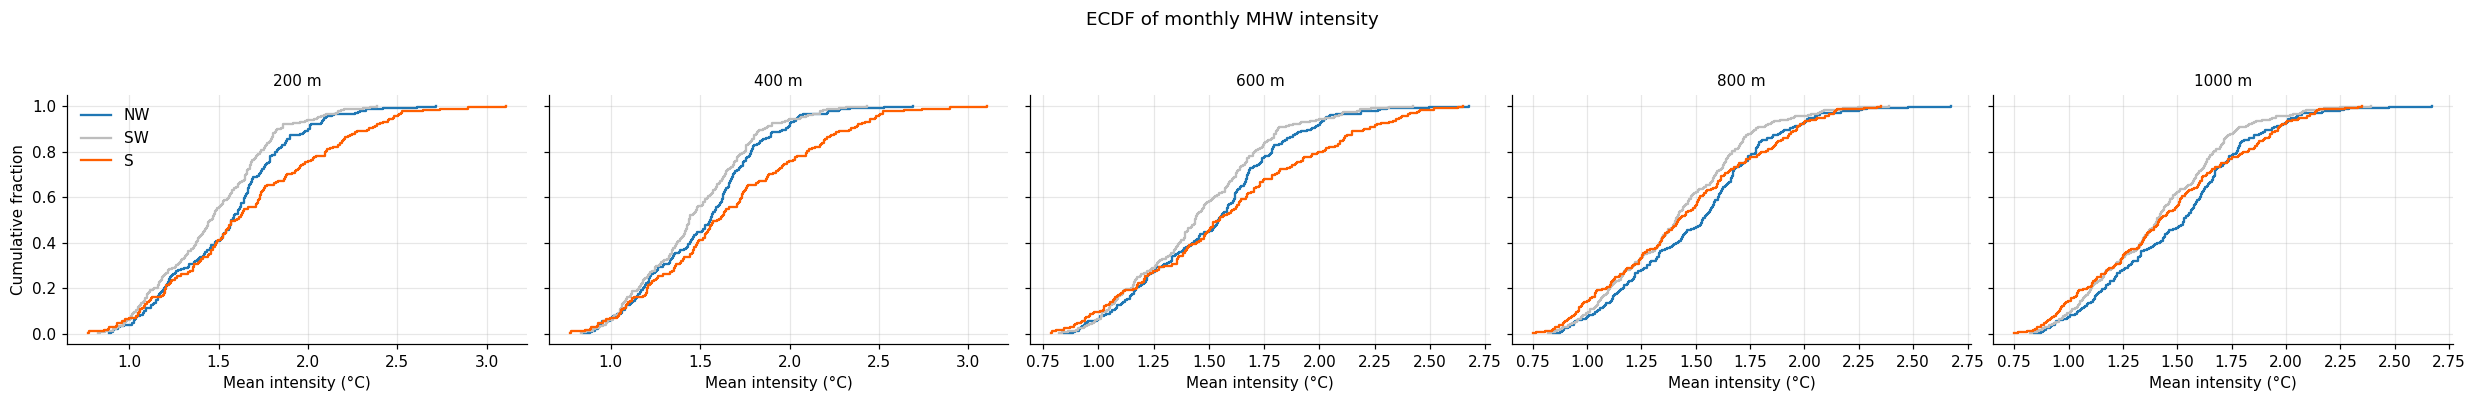 ECDF of monthly MHW intensity
200 m
400 m
600 m
800 m
1000 m
Cumulative fraction
1.0
0.8
0.6
0.4
0.2
0.0
NW
SW
S
1.0 1.5 2.0 2.5 3.0
1.0 1.5 2.0 2.5 3.0
0.75 1.00 1.25 1.50 1.75 2.00 2.25 2.50 2.75
0.75 1.00 1.25 1.50 1.75 2.00 2.25 2.50 2.75
0.75 1.00 1.25 1.50 1.75 2.00 2.25 2.50 2.75
Mean intensity (°C)
Mean intensity (°C)
Mean intensity (°C)
Mean intensity (°C)
Mean intensity (°C)